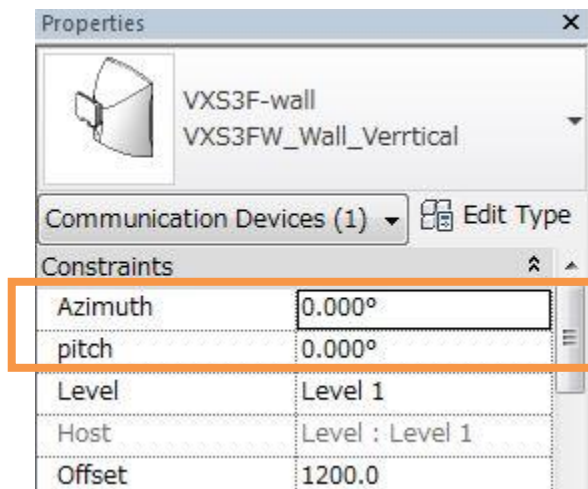 Properties
VXS3F-wall
VXS3FW_Wall_Verrtical
Communication Devices (1) Edit Type
Constraints
Azimuth 0.000°
pitch 0.000°
Level Level 1
Host Level : Level 1
Offset 1200.0